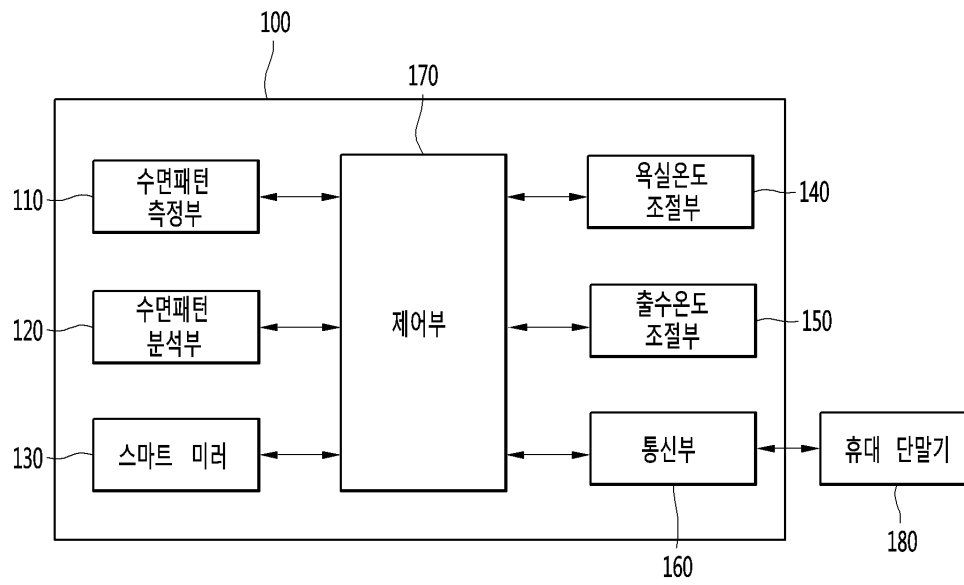 100
170
110
수면패턴
측정부
욕실온도
조절부
140
120
수면패턴
분석부
제어부
출수온도
조절부
150
130
스마트 미러
통신부
160
휴대 단말기
180